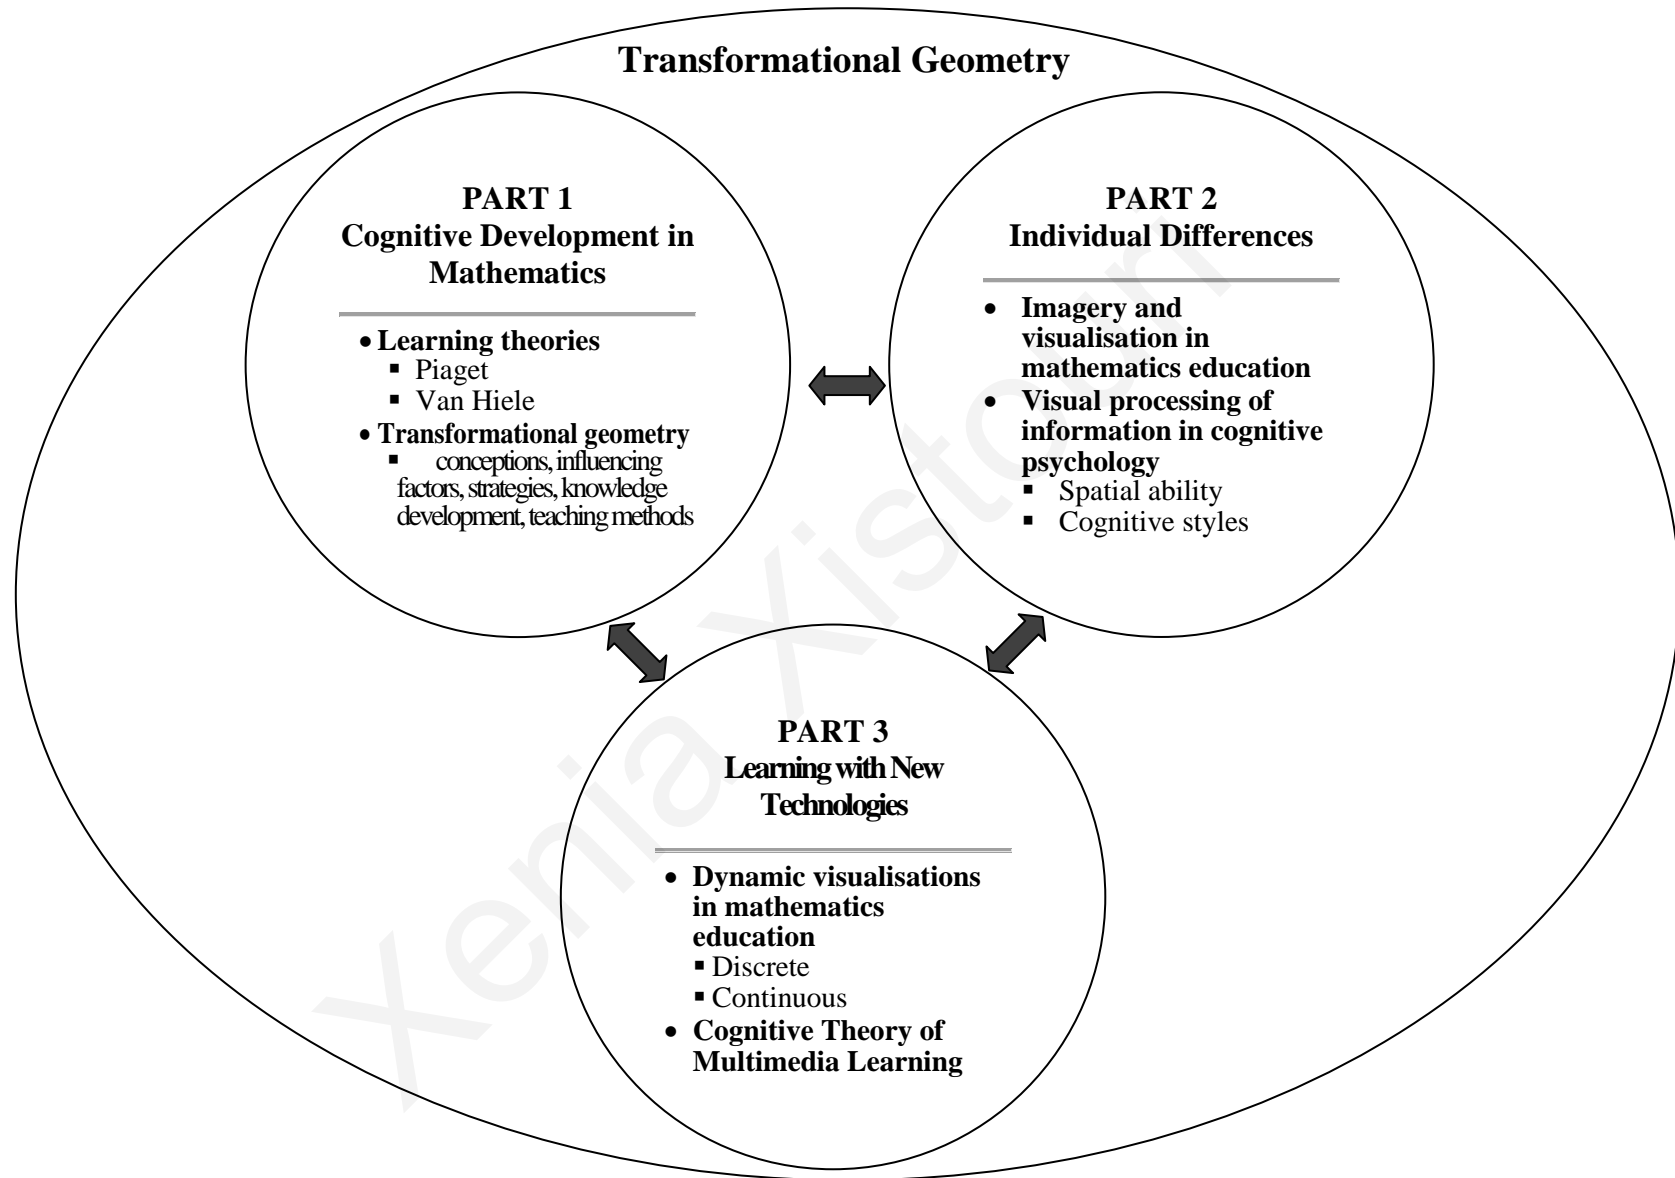 Transformational Geometry
PART 1
Cognitive Development in
Mathematics
• Learning theories
▪ Piaget
▪ Van Hiele
• Transformational geometry
▪ conceptions, influencing
factors, strategies, knowledge
development, teaching methods
PART 2
Individual Differences
• Imagery and
visualisation in
mathematics education
• Visual processing of
information in cognitive
psychology
▪ Spatial ability
▪ Cognitive styles
PART 3
Learning with New
Technologies
• Dynamic visualisations
in mathematics
education
▪ Discrete
▪ Continuous
• Cognitive Theory of
Multimedia Learning
Xenia Xistouri